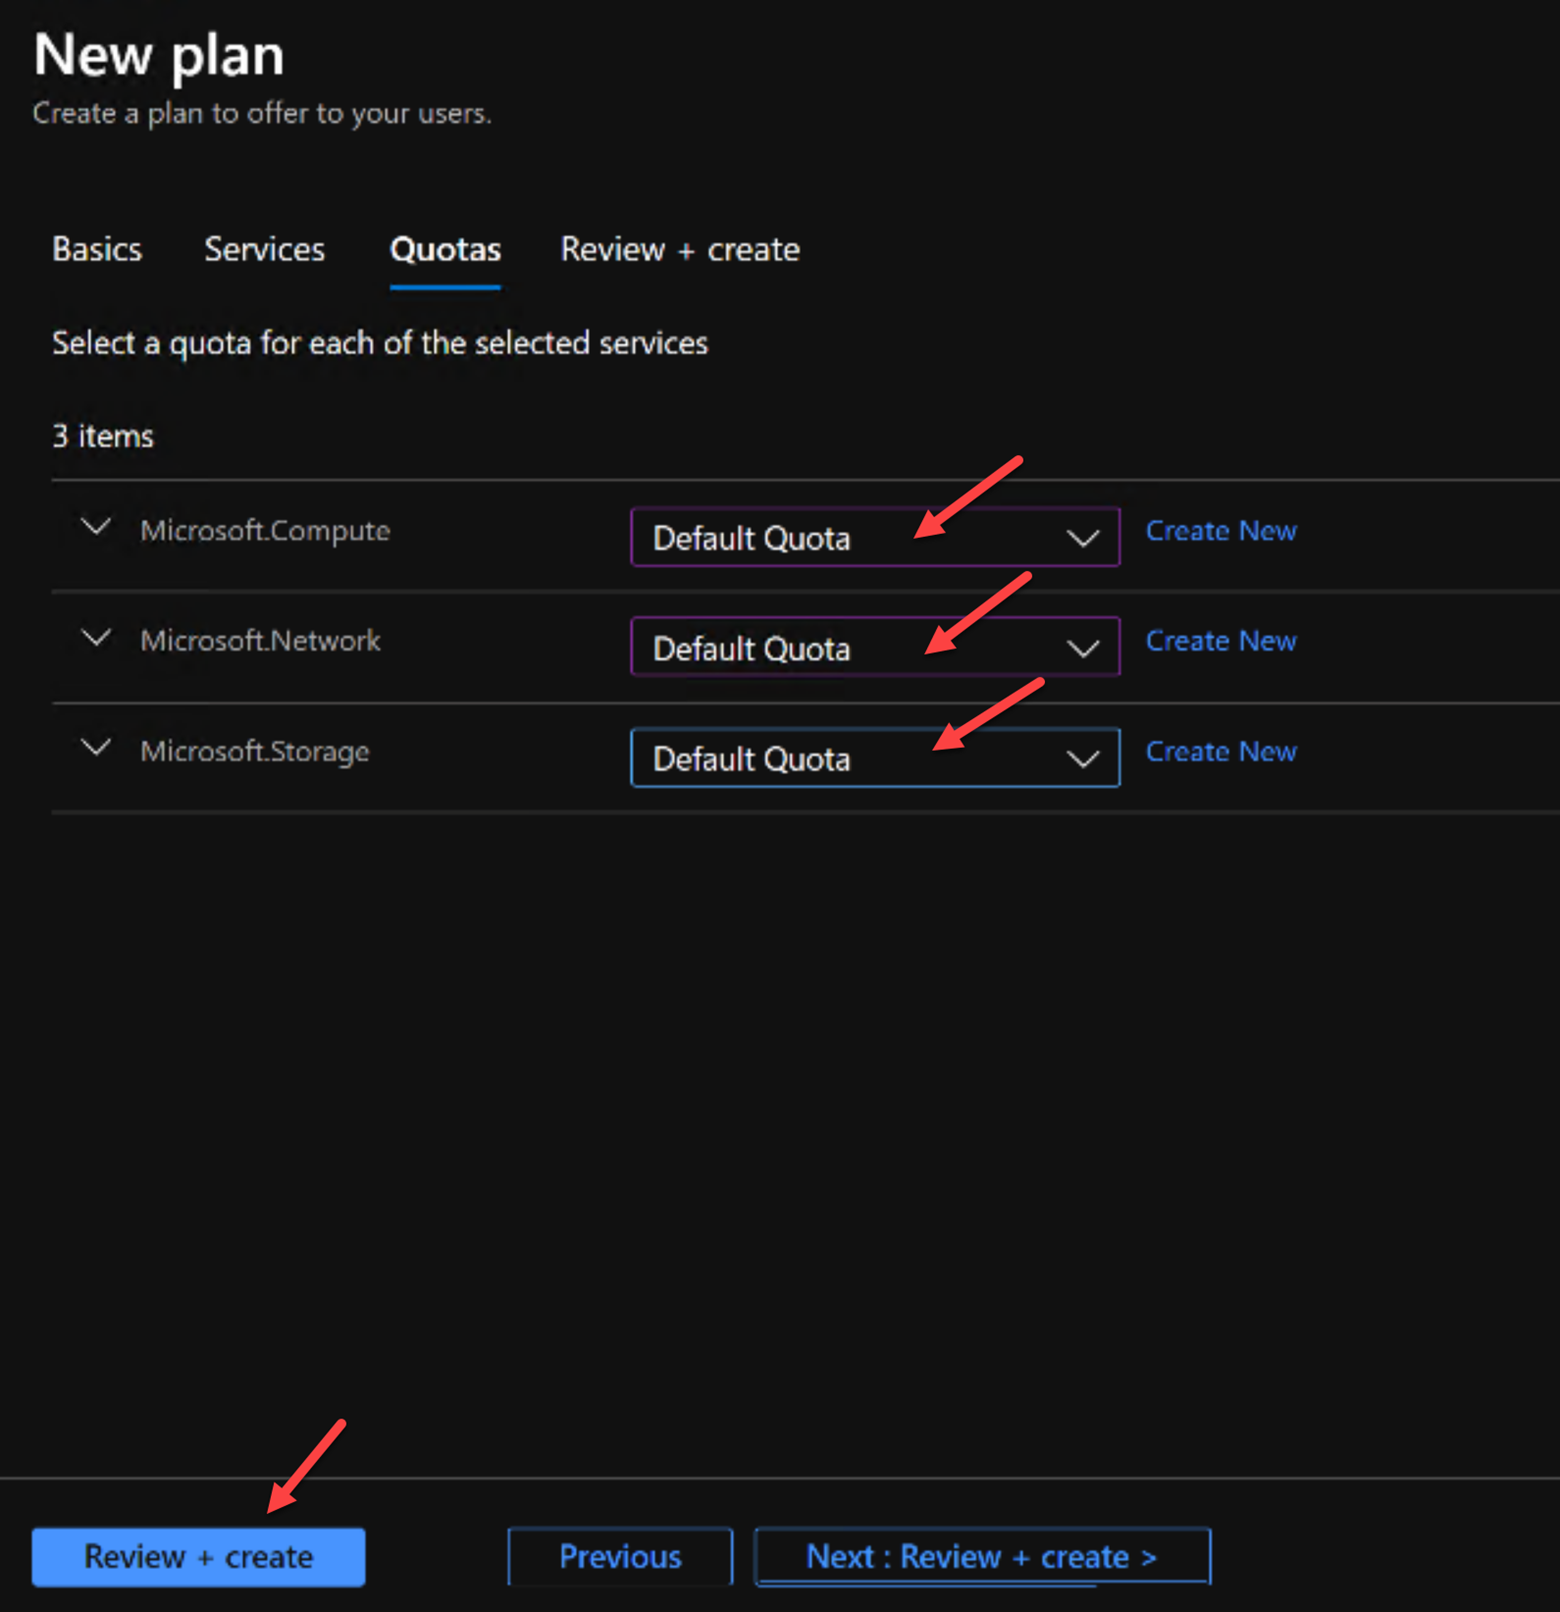 New plan
Create a plan to offer to your users.
Basics Services Quotas Review + create
Select a quota for each of the selected services
3 items
Microsoft.Compute Default Quota Create New
Microsoft.Network Default Quota Create New
Microsoft.Storage Default Quota Create New
Review + create Previous Next : Review + create >